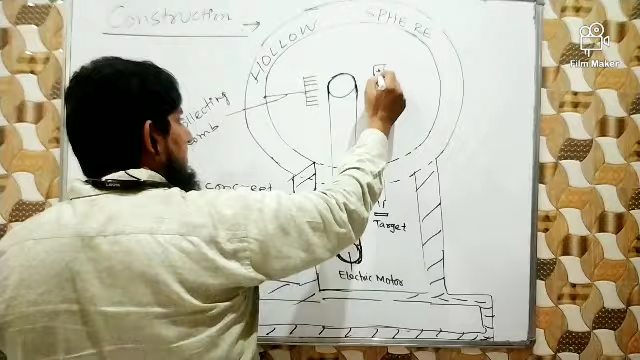 Construction
HOLLOW SPHERE
Collecting
comb
concreet
Target
Electric Motor
Film Maker